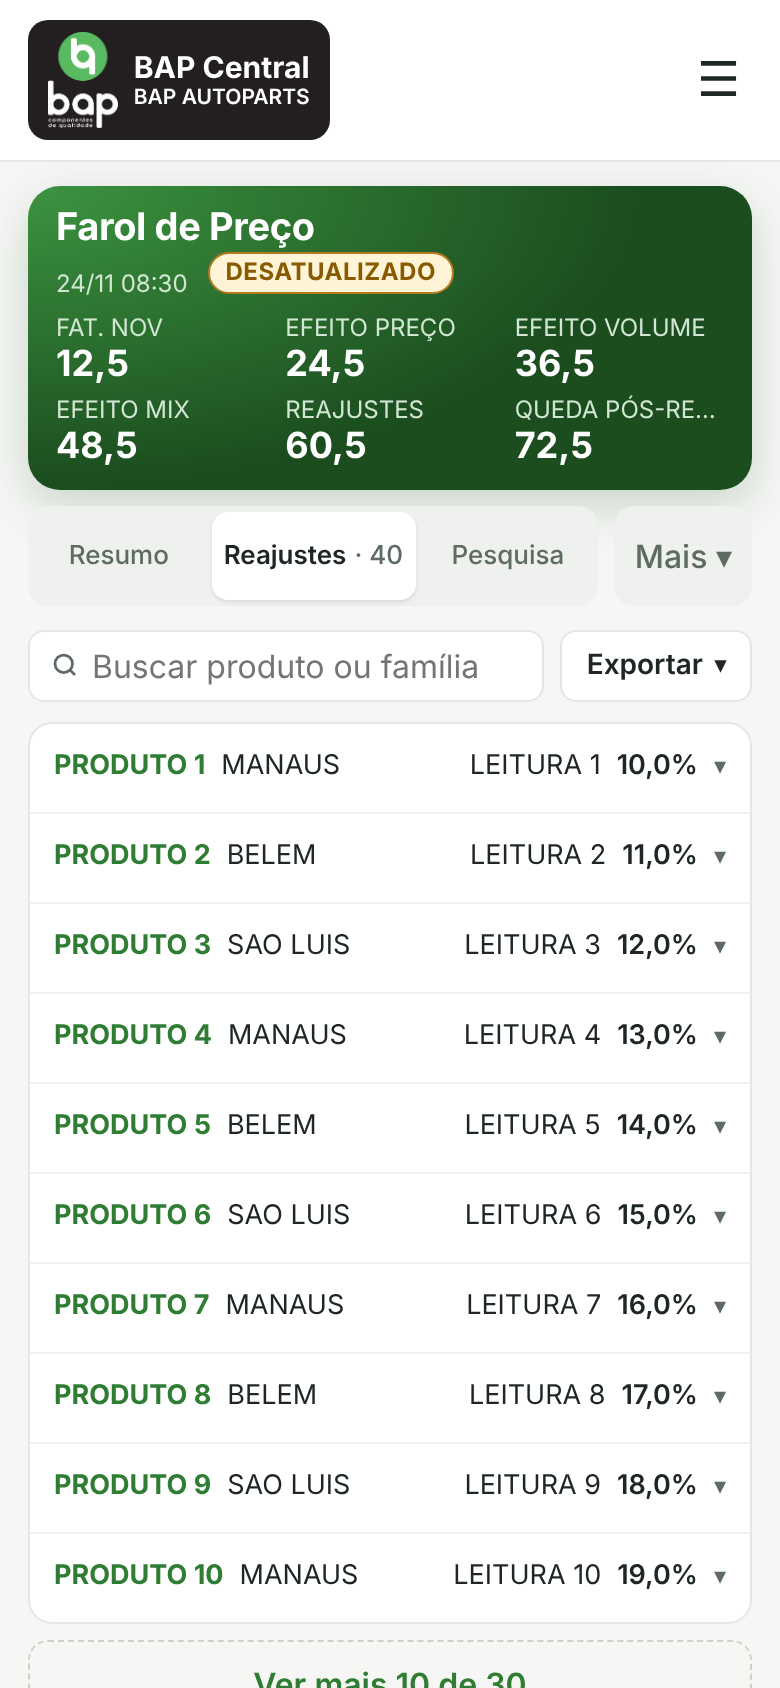 bap
componentes
de qualidade
BAP Central
BAP AUTOPARTS
Farol de Preço
24/11 08:30 DESATUALIZADO
FAT. NOV EFEITO PREÇO EFEITO VOLUME
12,5 24,5 36,5
EFEITO MIX REAJUSTES QUEDA PÓS-RE...
48,5 60,5 72,5
Resumo Reajustes · 40 Pesquisa Mais ▾
Buscar produto ou família Exportar ▾
PRODUTO 1 MANAUS LEITURA 1 10,0% ▾
PRODUTO 2 BELEM LEITURA 2 11,0% ▾
PRODUTO 3 SAO LUIS LEITURA 3 12,0% ▾
PRODUTO 4 MANAUS LEITURA 4 13,0% ▾
PRODUTO 5 BELEM LEITURA 5 14,0% ▾
PRODUTO 6 SAO LUIS LEITURA 6 15,0% ▾
PRODUTO 7 MANAUS LEITURA 7 16,0% ▾
PRODUTO 8 BELEM LEITURA 8 17,0% ▾
PRODUTO 9 SAO LUIS LEITURA 9 18,0% ▾
PRODUTO 10 MANAUS LEITURA 10 19,0% ▾
Ver mais 10 de 30